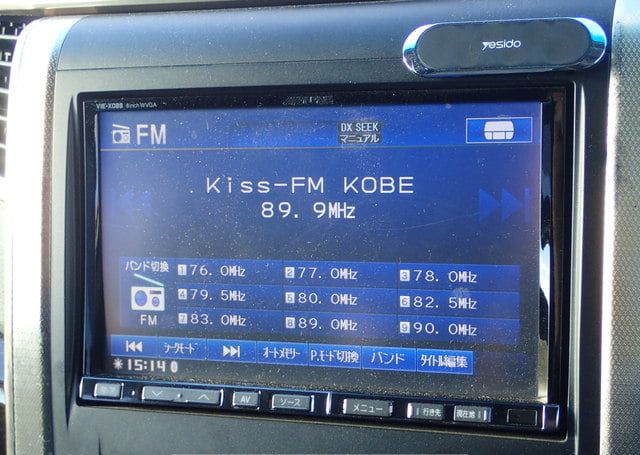 yesido
VIE-X088 8inch WVGA
ALPINE
FM
DX SEEK
マニュアル
Kiss-FM KOBE
89.9MHz
バンド切換
1 76.0MHz 2 77.0MHz 3 78.0MHz
4 79.5MHz 5 80.0MHz 6 82.5MHz
FM
7 83.0MHz 8 89.0MHz 9 90.0MHz
シークモード オートメモリー P.モード切換 バンド タイトル編集
15:14
AV ソース メニュー 行き先 現在地